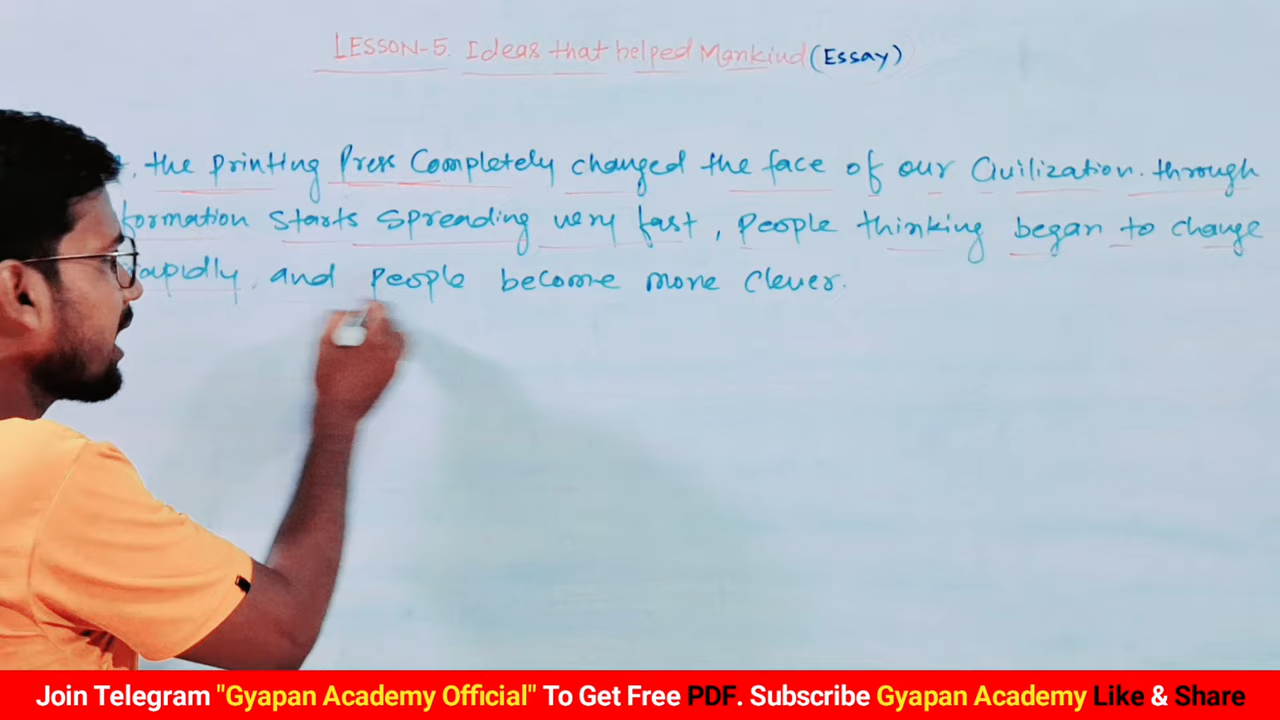 LESSON-5. Ideas that helped Mankind (Essay)
, the Printing Press Completely changed the face of our Civilization. through
formation starts spreading very fast, people thinking began to change
rapidly, and people become more clever.
Join Telegram "Gyapan Academy Official" To Get Free PDF. Subscribe Gyapan Academy Like & Share